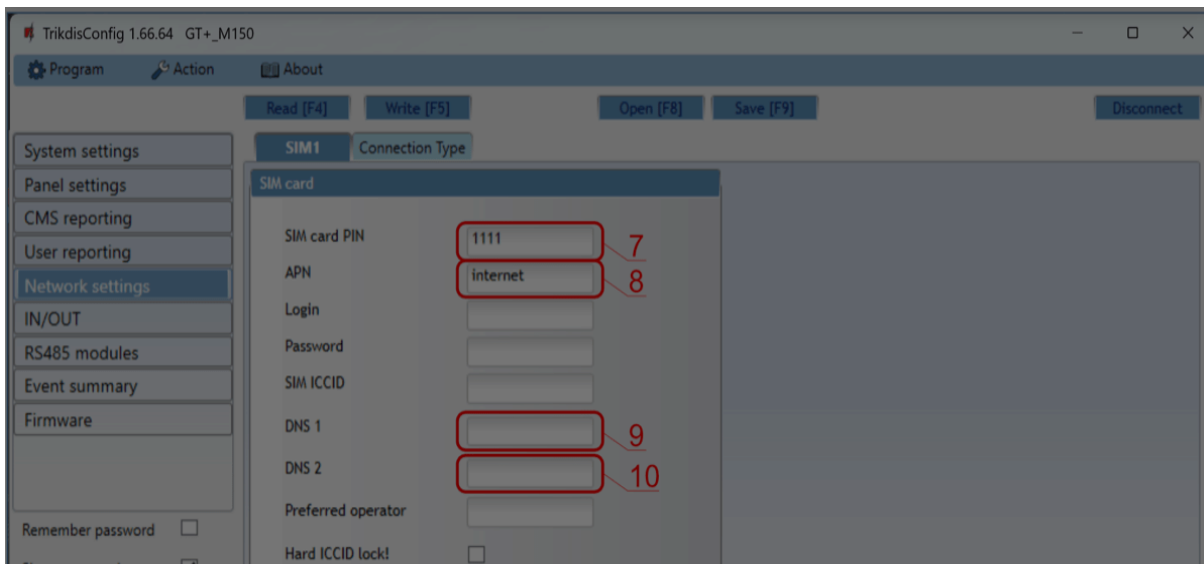 TrikdisConfig 1.66.64 GT+_M150
Program Action About
Read [F4] Write [F5] Open [F8] Save [F9] Disconnect
System settings
Panel settings
CMS reporting
User reporting
Network settings
IN/OUT
RS485 modules
Event summary
Firmware
Remember password
SIM1 Connection Type
SIM card
SIM card PIN 1111 7
APN internet 8
Login
Password
SIM ICCID
DNS 1 9
DNS 2 10
Preferred operator
Hard ICCID lock!